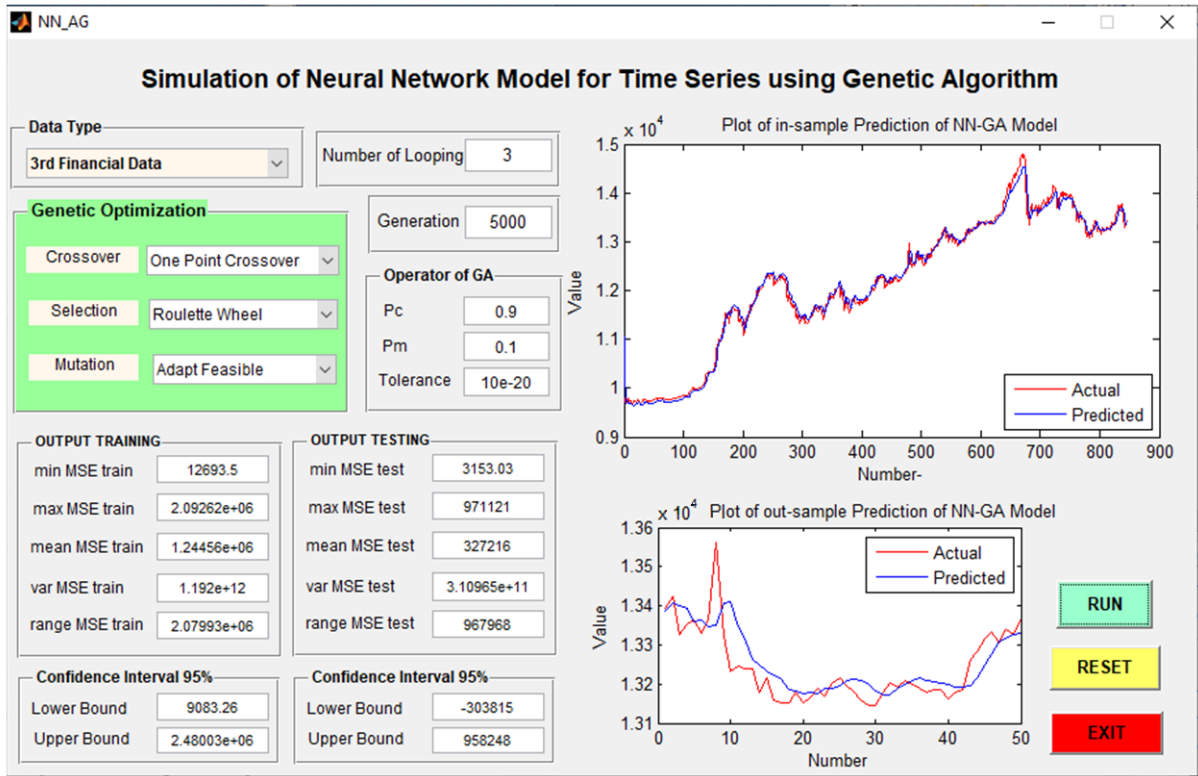 NN_AG
Simulation of Neural Network Model for Time Series using Genetic Algorithm
Data Type
3rd Financial Data
Number of Looping 3
Genetic Optimization
Crossover One Point Crossover
Selection Roulette Wheel
Mutation Adapt Feasible
Generation 5000
Operator of GA
Pc 0.9
Pm 0.1
Tolerance 10e-20
OUTPUT TRAINING
min MSE train 12693.5
max MSE train 2.09262e+06
mean MSE train 1.24456e+06
var MSE train 1.192e+12
range MSE train 2.07993e+06
OUTPUT TESTING
min MSE test 3153.03
max MSE test 971121
mean MSE test 327216
var MSE test 3.10965e+11
range MSE test 967968
Confidence Interval 95%
Lower Bound 9083.26
Upper Bound 2.48003e+06
Confidence Interval 95%
Lower Bound -303815
Upper Bound 958248
x 10^4 Plot of in-sample Prediction of NN-GA Model
1.5
1.4
1.3
1.2
1.1
1
0.9
Value
Actual
Predicted
0 100 200 300 400 500 600 700 800 900
Number-
x 10^4 Plot of out-sample Prediction of NN-GA Model
1.36
1.35
1.34
1.33
1.32
1.31
Value
Actual
Predicted
0 10 20 30 40 50
Number
RUN
RESET
EXIT